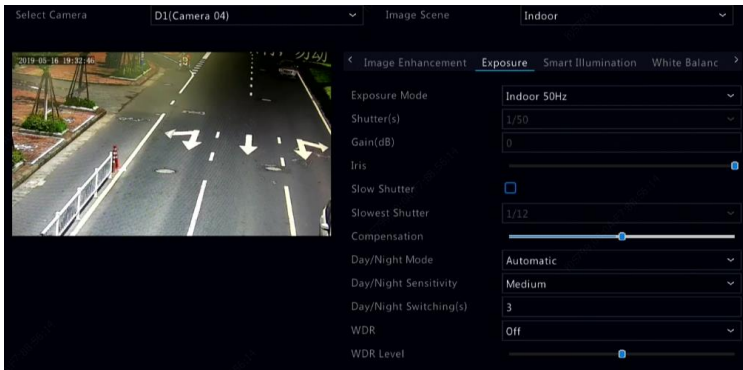 Select Camera D1(Camera 04) Image Scene Indoor
2019-05-16 19:32:46
Image Enhancement Exposure Smart Illumination White Balanc
Exposure Mode Indoor 50Hz
Shutter(s) 1/50
Gain(dB) 0
Iris
Slow Shutter
Slowest Shutter 1/12
Compensation
Day/Night Mode Automatic
Day/Night Sensitivity Medium
Day/Night Switching(s) 3
WDR Off
WDR Level